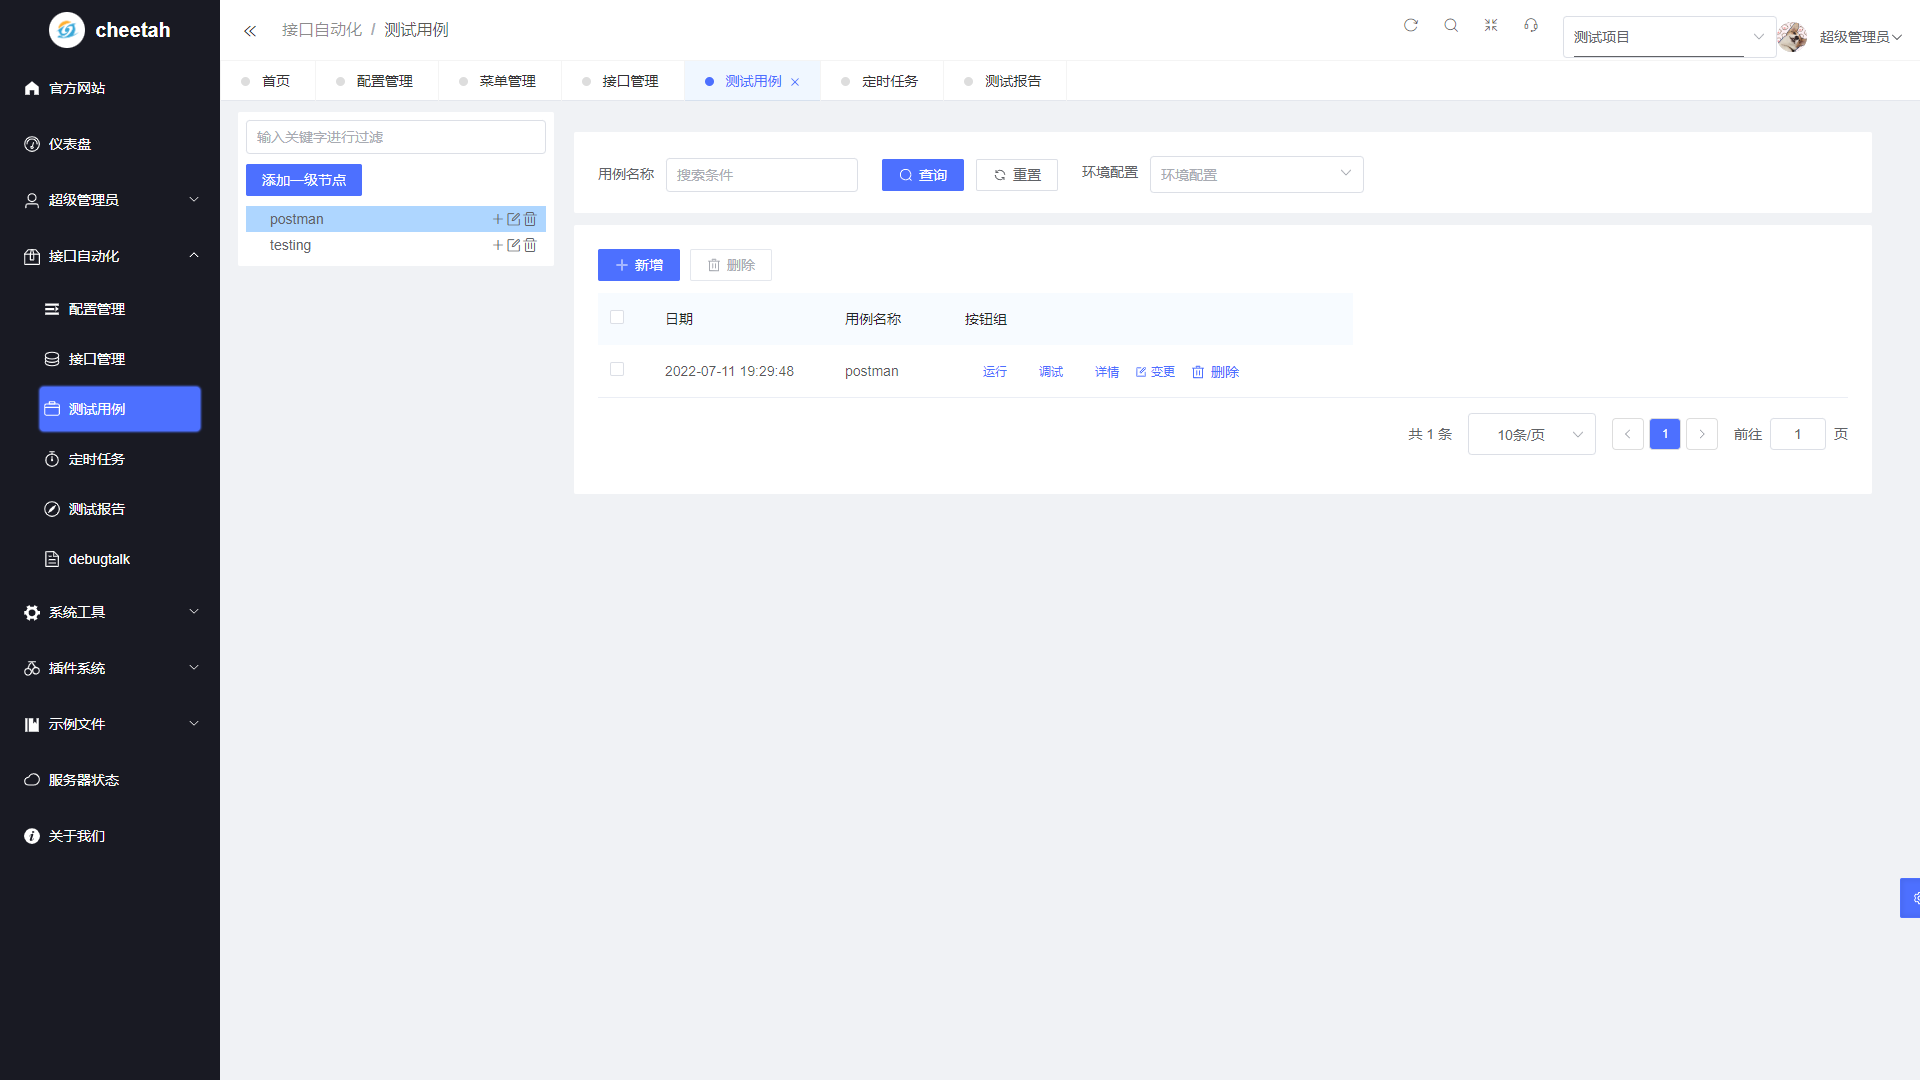 cheetah
官方网站
仪表盘
超级管理员
接口自动化
配置管理
接口管理
测试用例
定时任务
测试报告
debugtalk
系统工具
插件系统
示例文件
服务器状态
关于我们
接口自动化 / 测试用例
测试项目
超级管理员
首页 配置管理 菜单管理 接口管理 测试用例 定时任务 测试报告
输入关键字进行过滤
添加一级节点
postman
testing
用例名称 搜索条件 查询 重置 环境配置 环境配置
新增 删除
日期 用例名称 按钮组
2022-07-11 19:29:48 postman 运行 调试 详情 变更 删除
共 1 条 10条/页 1 前往 1 页